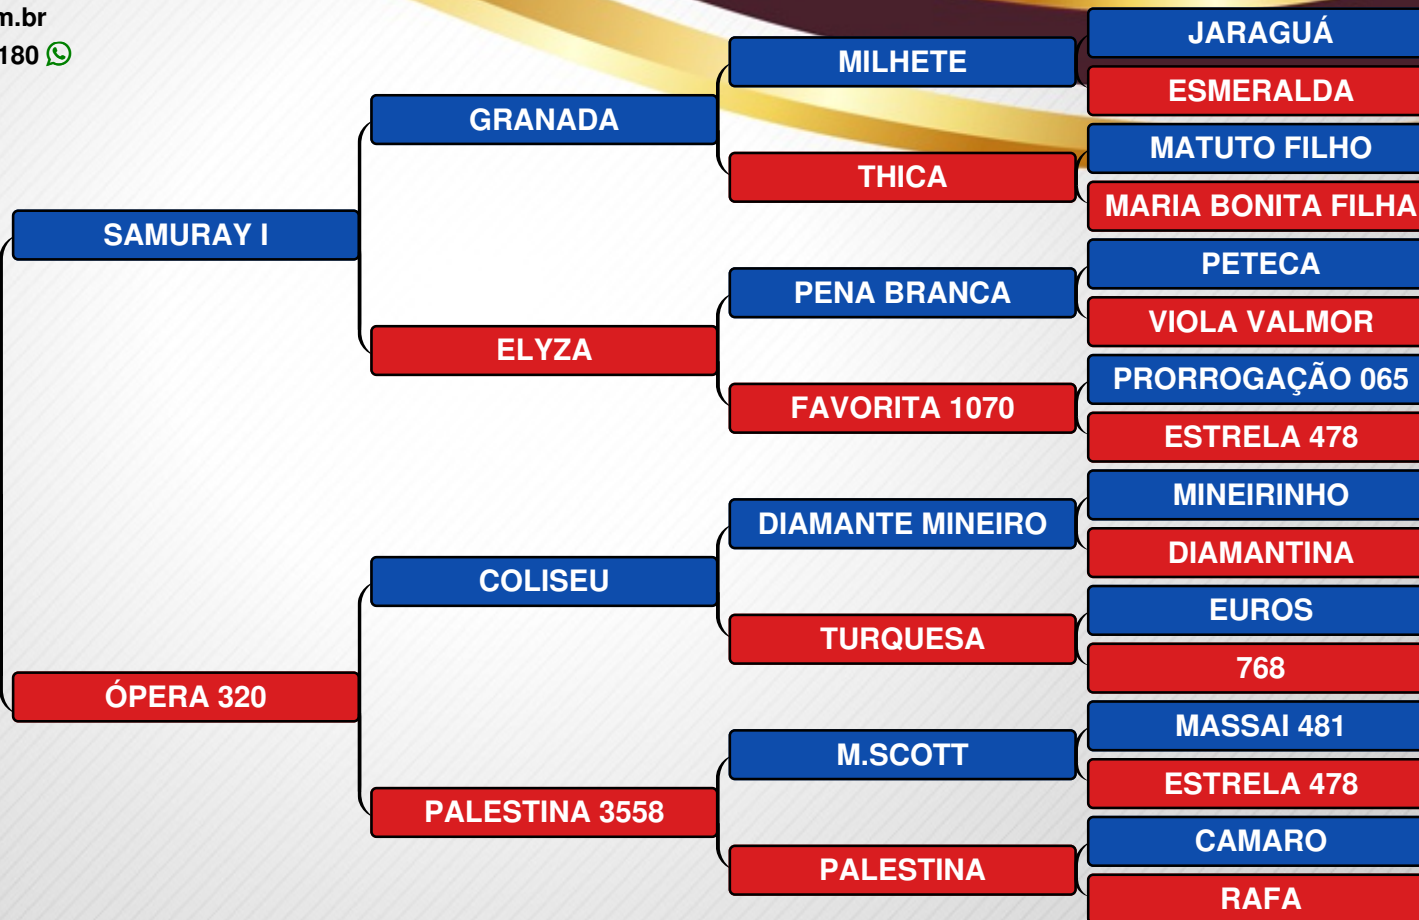 m.br
180
JARAGUÁ
MILHETE
ESMERALDA
GRANADA
MATUTO FILHO
THICA
MARIA BONITA FILHA
SAMURAY I
PETECA
PENA BRANCA
VIOLA VALMOR
ELYZA
PRORROGAÇÃO 065
FAVORITA 1070
ESTRELA 478
MINEIRINHO
DIAMANTE MINEIRO
DIAMANTINA
COLISEU
EUROS
TURQUESA
768
ÓPERA 320
MASSAI 481
M.SCOTT
ESTRELA 478
PALESTINA 3558
CAMARO
PALESTINA
RAFA